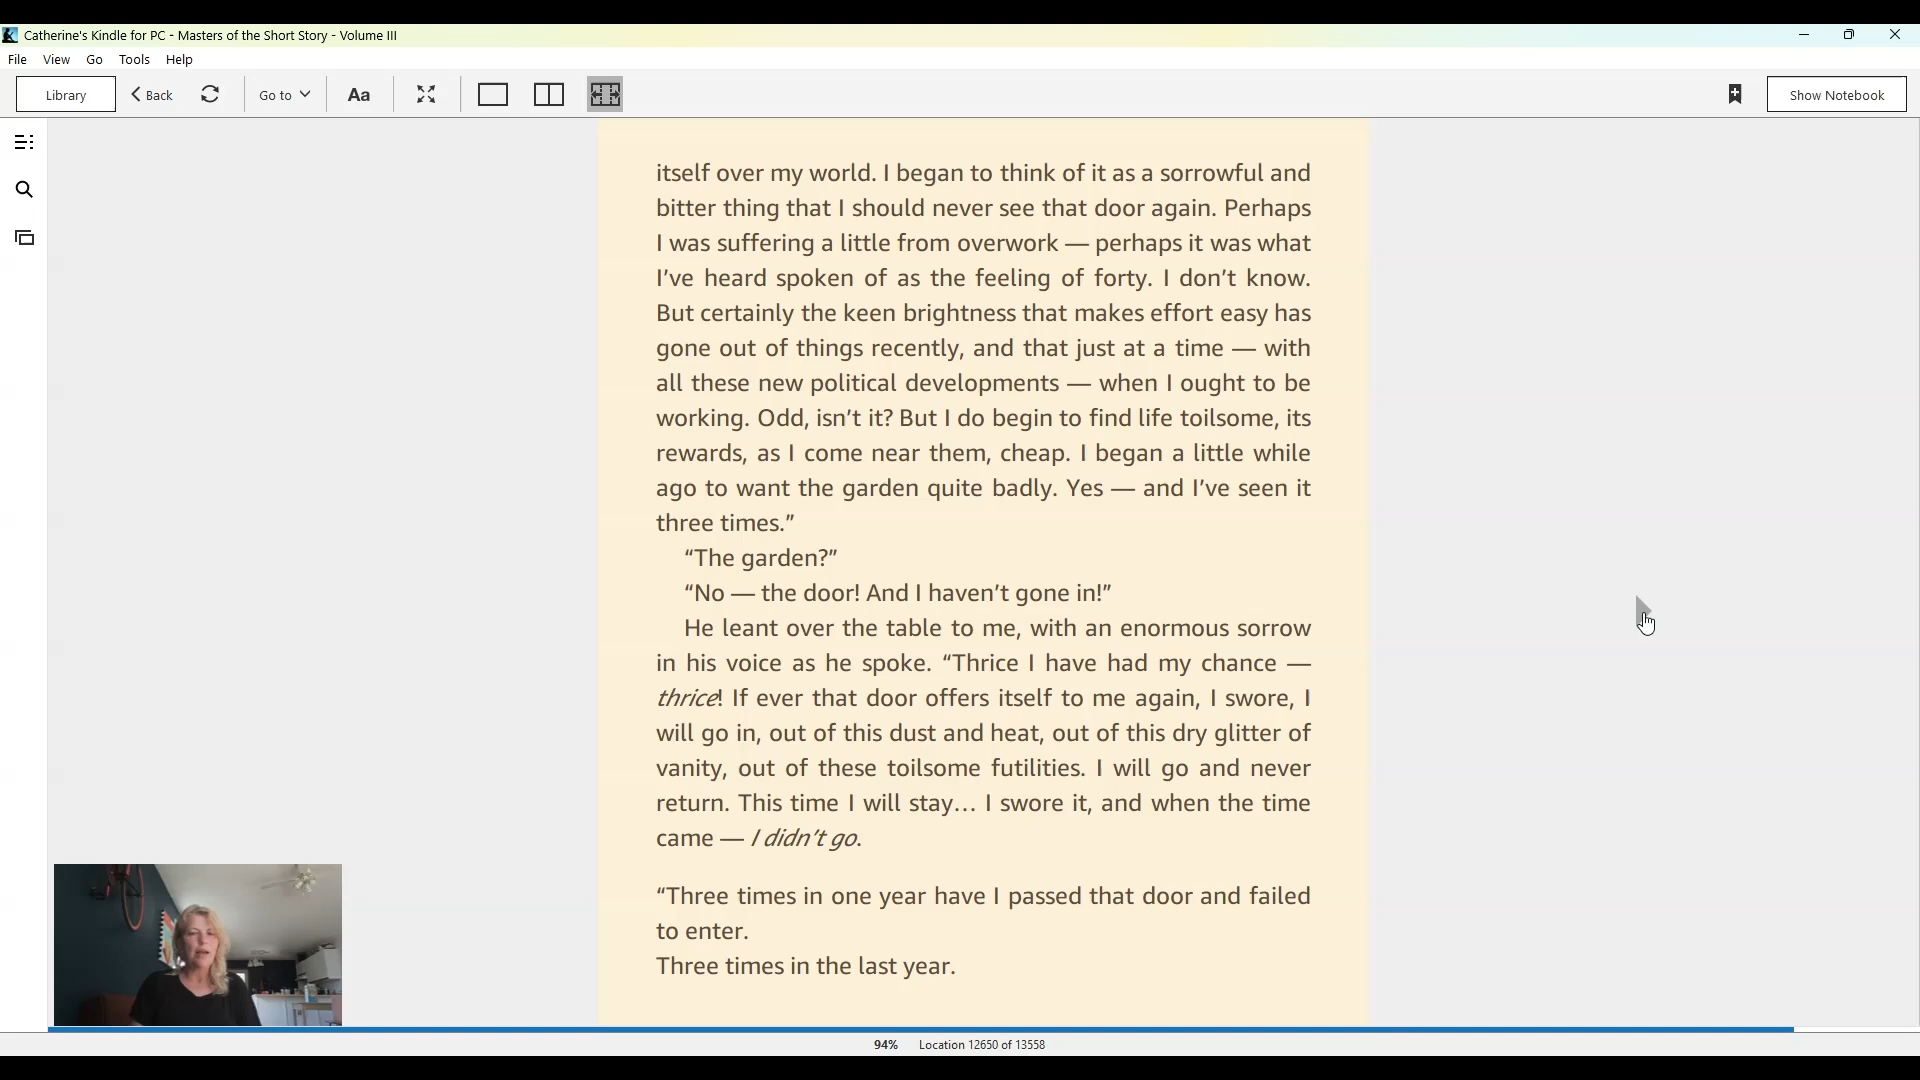 Catherine's Kindle for PC - Masters of the Short Story - Volume III
File View Go Tools Help
Library Back Go to Aa Show Notebook
itself over my world. I began to think of it as a sorrowful and
bitter thing that I should never see that door again. Perhaps
I was suffering a little from overwork — perhaps it was what
I’ve heard spoken of as the feeling of forty. I don’t know.
But certainly the keen brightness that makes effort easy has
gone out of things recently, and that just at a time — with
all these new political developments — when I ought to be
working. Odd, isn’t it? But I do begin to find life toilsome, its
rewards, as I come near them, cheap. I began a little while
ago to want the garden quite badly. Yes — and I’ve seen it
three times.”
“The garden?”
“No — the door! And I haven’t gone in!”
He leant over the table to me, with an enormous sorrow
in his voice as he spoke. “Thrice I have had my chance —
thrice! If ever that door offers itself to me again, I swore, I
will go in, out of this dust and heat, out of this dry glitter of
vanity, out of these toilsome futilities. I will go and never
return. This time I will stay… I swore it, and when the time
came — I didn’t go.
“Three times in one year have I passed that door and failed
to enter.
Three times in the last year.
94% Location 12650 of 13558